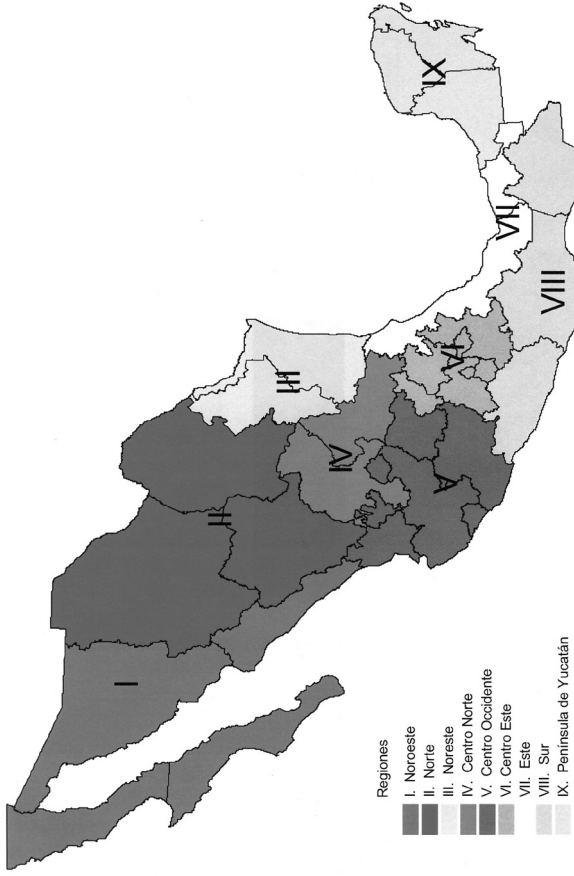 I
II
III
IV
V
VI
VII
VIII
IX
Regiones
I. Noroeste
II. Norte
III. Noreste
IV. Centro Norte
V. Centro Occidente
VI. Centro Este
VII. Este
VIII. Sur
IX. Península de Yucatán